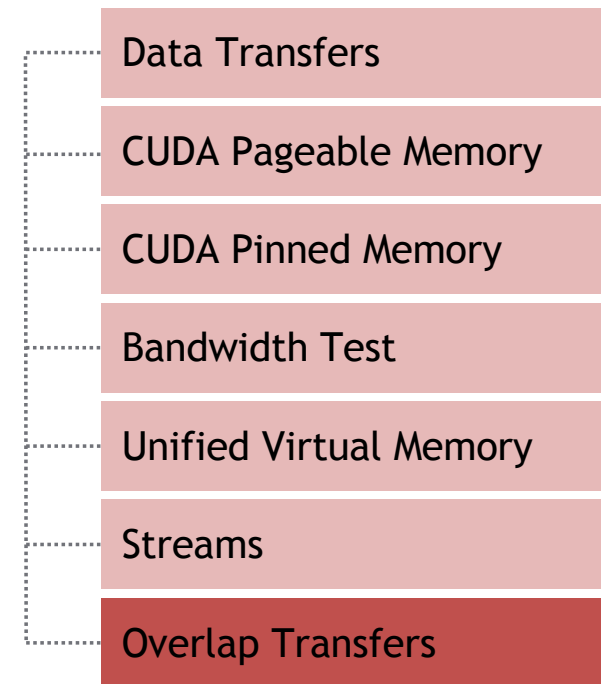 Data Transfers
CUDA Pageable Memory
CUDA Pinned Memory
Bandwidth Test
Unified Virtual Memory
Streams
Overlap Transfers